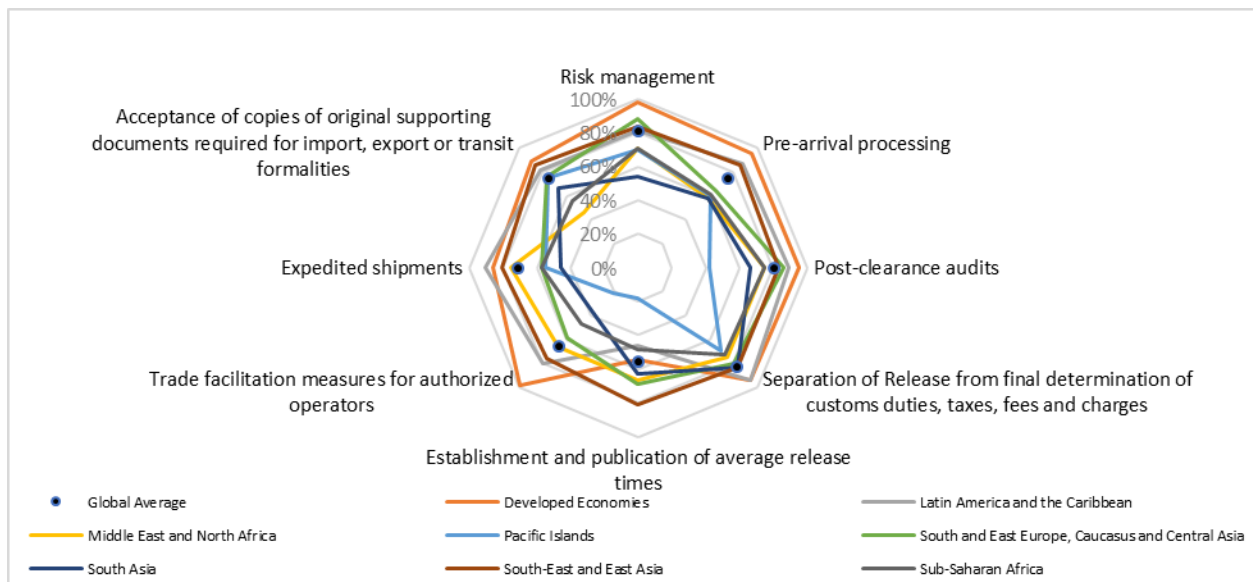 Risk management
100%
80%
60%
40%
20%
0%
Acceptance of copies of original supporting
documents required for import, export or transit
formalities
Pre-arrival processing
Expedited shipments
Post-clearance audits
Trade facilitation measures for authorized
operators
Separation of Release from final determination of
customs duties, taxes, fees and charges
Establishment and publication of average release
times
Global Average
Developed Economies
Latin America and the Caribbean
Middle East and North Africa
Pacific Islands
South and East Europe, Caucasus and Central Asia
South Asia
South-East and East Asia
Sub-Saharan Africa